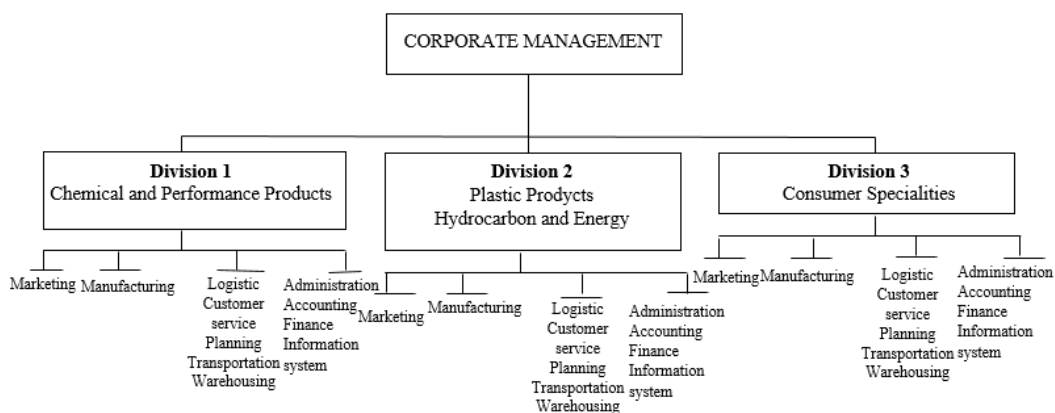 CORPORATE MANAGEMENT
Division 1
Chemical and Performance Products
Division 2
Plastic Prodycts
Hydrocarbon and Energy
Division 3
Consumer Specialities
Marketing
Manufacturing
Logistic
Customer
service
Planning
Transportation
Warehousing
Administration
Accounting
Finance
Information
system
Marketing
Manufacturing
Logistic
Customer
service
Planning
Transportation
Warehousing
Administration
Accounting
Finance
Information
system
Marketing
Manufacturing
Logistic
Customer
service
Planning
Transportation
Warehousing
Administration
Accounting
Finance
Information
system